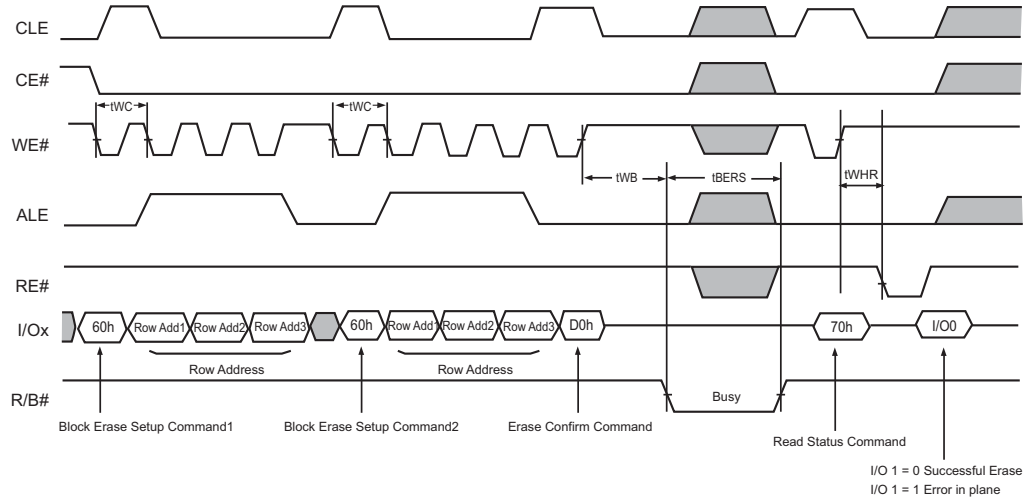 CLE
CE#
tWC
tWC
WE#
tWB
tBERS
tWHR
ALE
RE#
I/Ox
60h
Row Add1
Row Add2
Row Add3
60h
Row Add1
Row Add2
Row Add3
D0h
70h
I/O0
Row Address
Row Address
R/B#
Busy
Block Erase Setup Command1
Block Erase Setup Command2
Erase Confirm Command
Read Status Command
I/O 1 = 0 Successful Erase
I/O 1 = 1 Error in plane